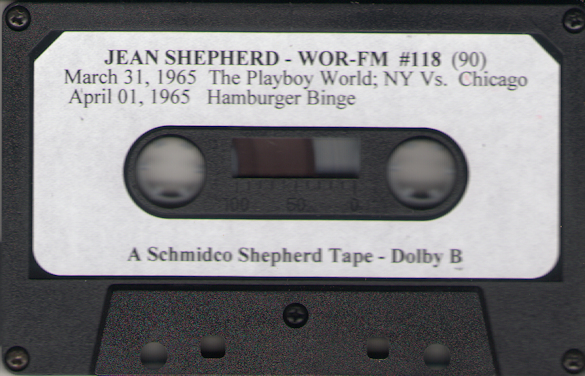 JEAN SHEPHERD - WOR-FM #118 (90)
March 31, 1965 The Playboy World; NY Vs. Chicago
April 01, 1965 Hamburger Binge
100 50 0
A Schmidco Shepherd Tape - Dolby B